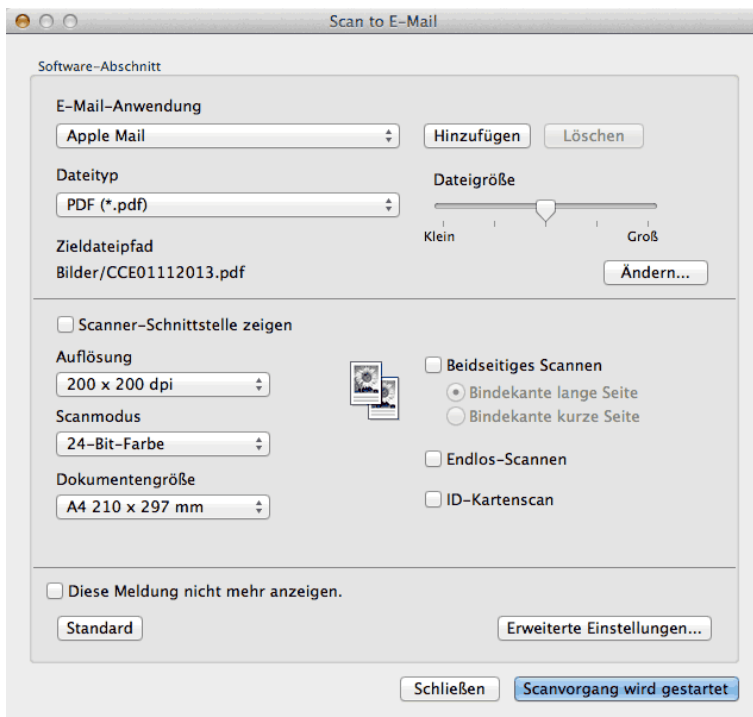 Scan to E-Mail
Software-Abschnitt
E-Mail-Anwendung
Apple Mail
Hinzufügen
Löschen
Dateityp
Dateigröße
PDF (*.pdf)
Klein
Groß
Zieldateipfad
Bilder/CCE01112013.pdf
Ändern...
Scanner-Schnittstelle zeigen
Auflösung
200 x 200 dpi
Scanmodus
24-Bit-Farbe
Dokumentengröße
A4 210 x 297 mm
Beidseitiges Scannen
Bindekante lange Seite
Bindekante kurze Seite
Endlos-Scannen
ID-Kartenscan
Diese Meldung nicht mehr anzeigen.
Standard
Erweiterte Einstellungen...
Schließen
Scanvorgang wird gestartet